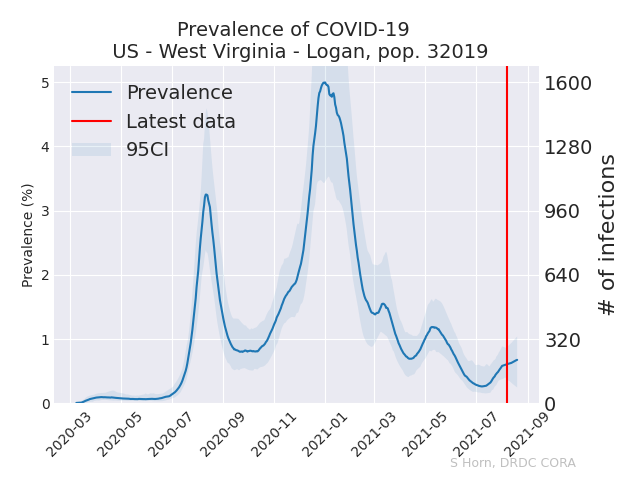 Prevalence of COVID-19
US - West Virginia - Logan, pop. 32019
Prevalence
Latest data
95CI
Prevalence (%)
5
4
3
2
1
0
1600
1280
960
640
320
0
# of infections
2020-03
2020-05
2020-07
2020-09
2020-11
2021-01
2021-03
2021-05
2021-07
2021-09
S Horn, DRDC CORA